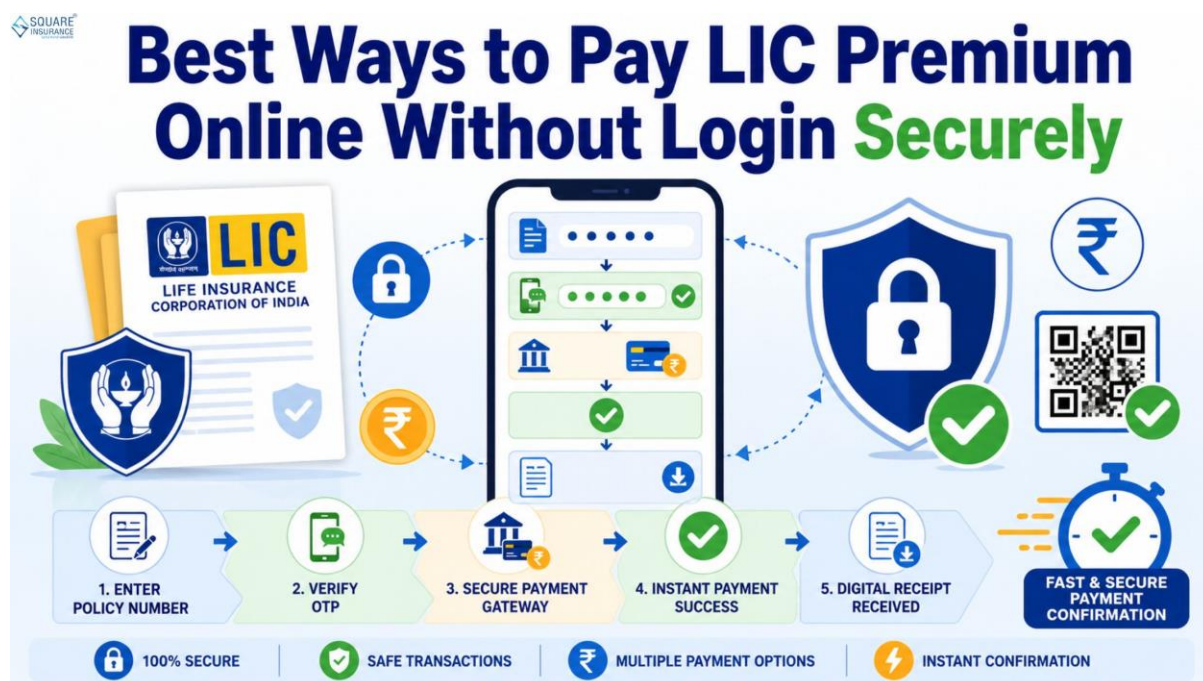 SQUARE
INSURANCE
Best Ways to Pay LIC Premium
Online Without Login Securely
LIC
LIFE INSURANCE
CORPORATION OF INDIA
1. ENTER
POLICY NUMBER
2. VERIFY
OTP
3. SECURE PAYMENT
GATEWAY
4. INSTANT PAYMENT
SUCCESS
5. DIGITAL RECEIPT
RECEIVED
FAST & SECURE
PAYMENT
CONFIRMATION
100% SECURE
SAFE TRANSACTIONS
MULTIPLE PAYMENT OPTIONS
INSTANT CONFIRMATION